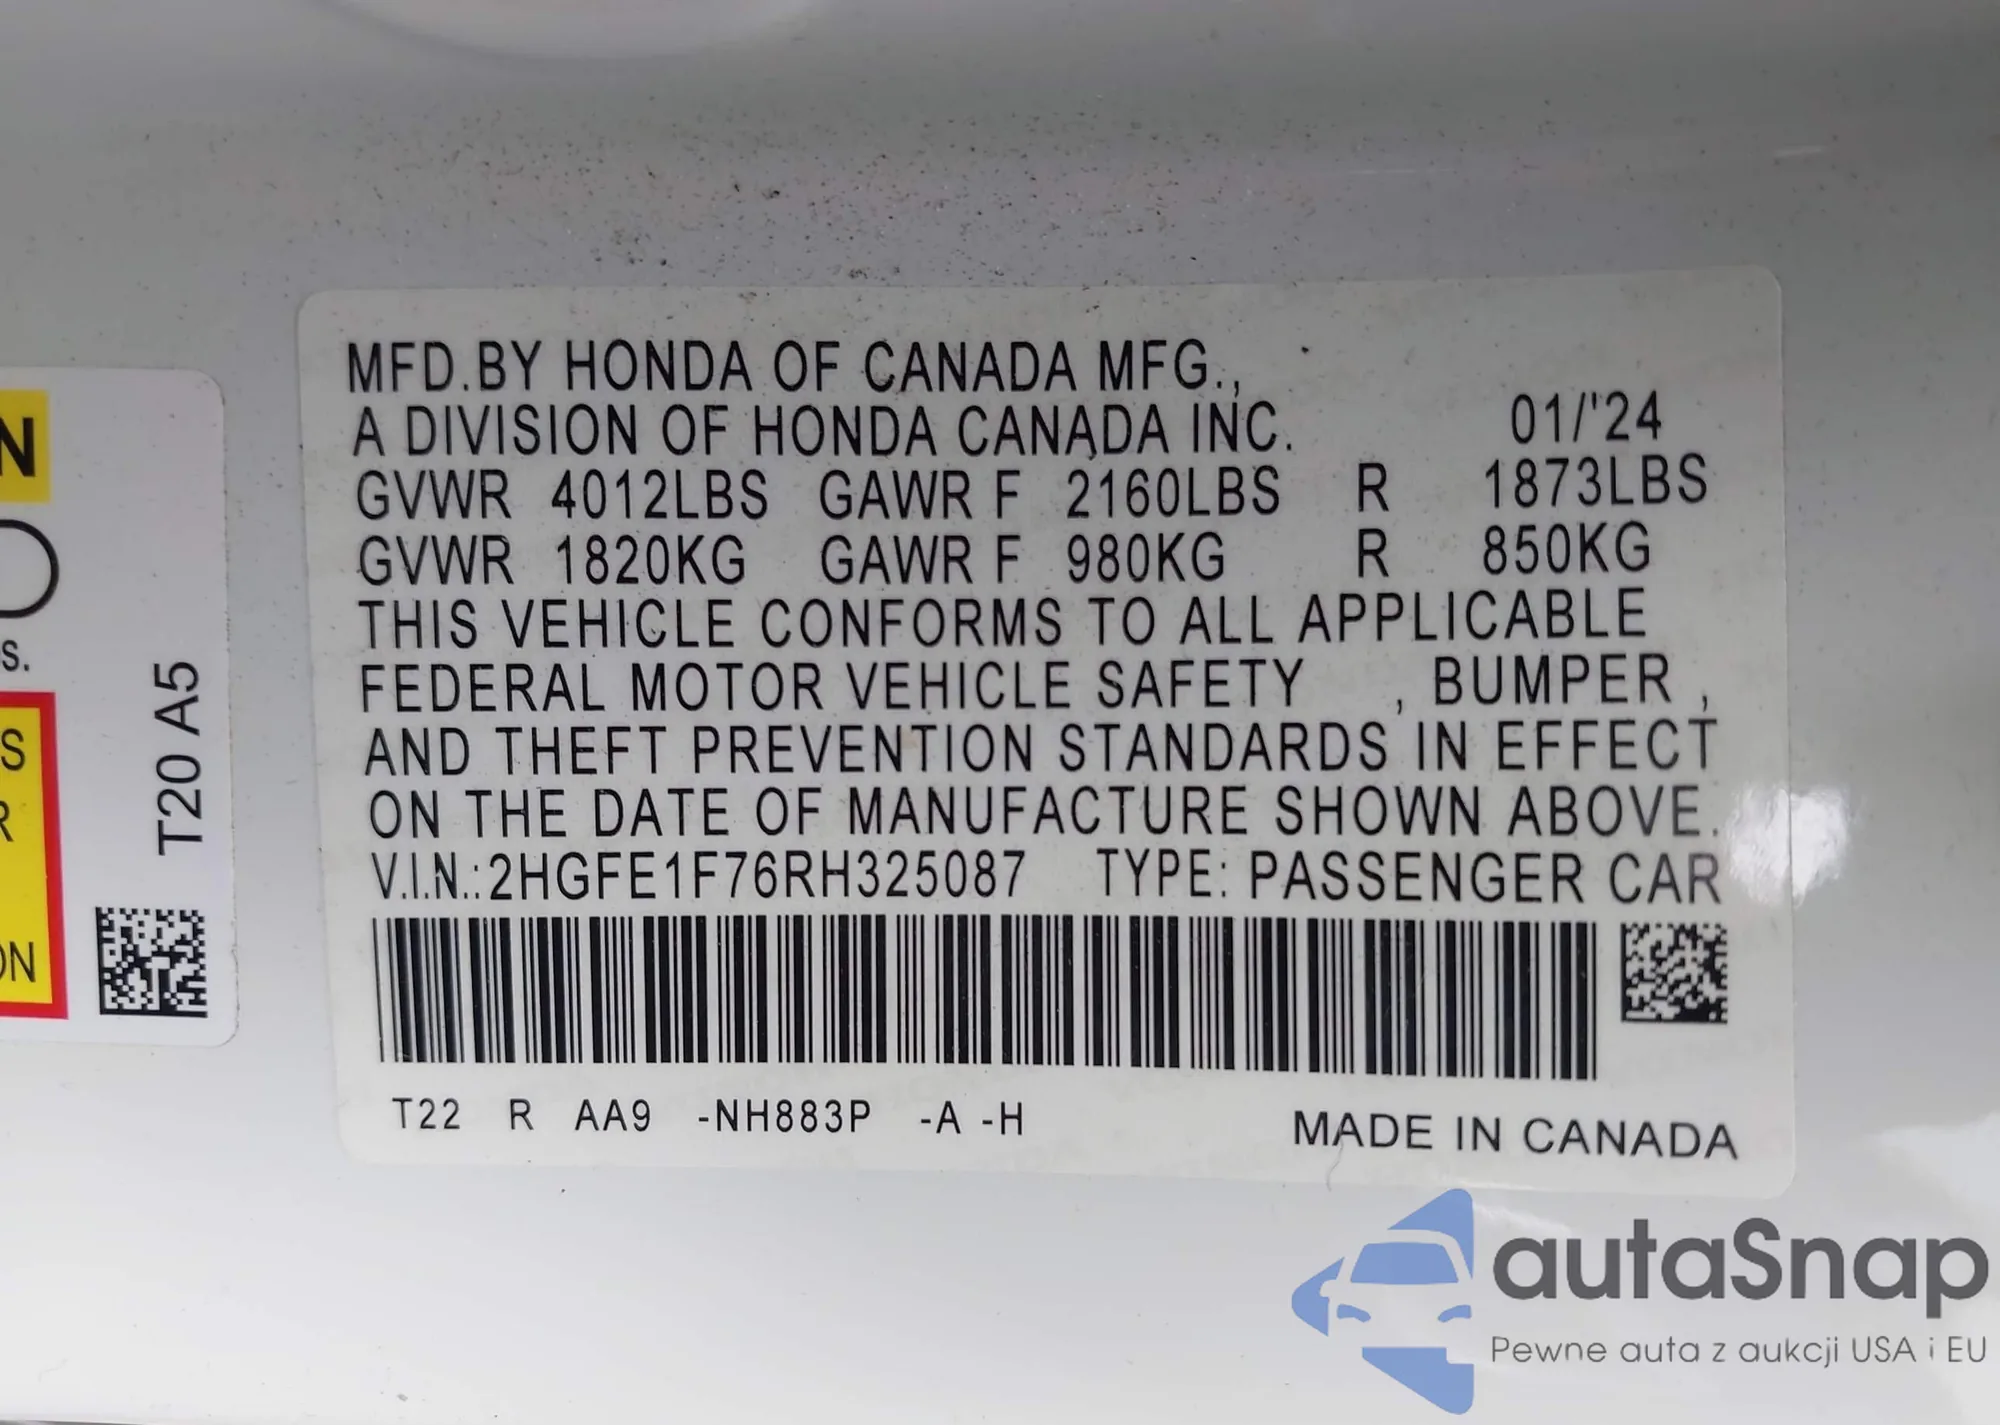 MFD.BY HONDA OF CANADA MFG.,
A DIVISION OF HONDA CANADA INC. 01/'24
GVWR 4012LBS GAWR F 2160LBS R 1873LBS
GVWR 1820KG GAWR F 980KG R 850KG
THIS VEHICLE CONFORMS TO ALL APPLICABLE
FEDERAL MOTOR VEHICLE SAFETY , BUMPER ,
AND THEFT PREVENTION STANDARDS IN EFFECT
ON THE DATE OF MANUFACTURE SHOWN ABOVE.
V.I.N.:2HGFE1F76RH325087 TYPE: PASSENGER CAR
T22 R AA9 -NH883P -A -H
MADE IN CANADA
T20 A5
autaSnap
Pewne auta z aukcji USA i EU